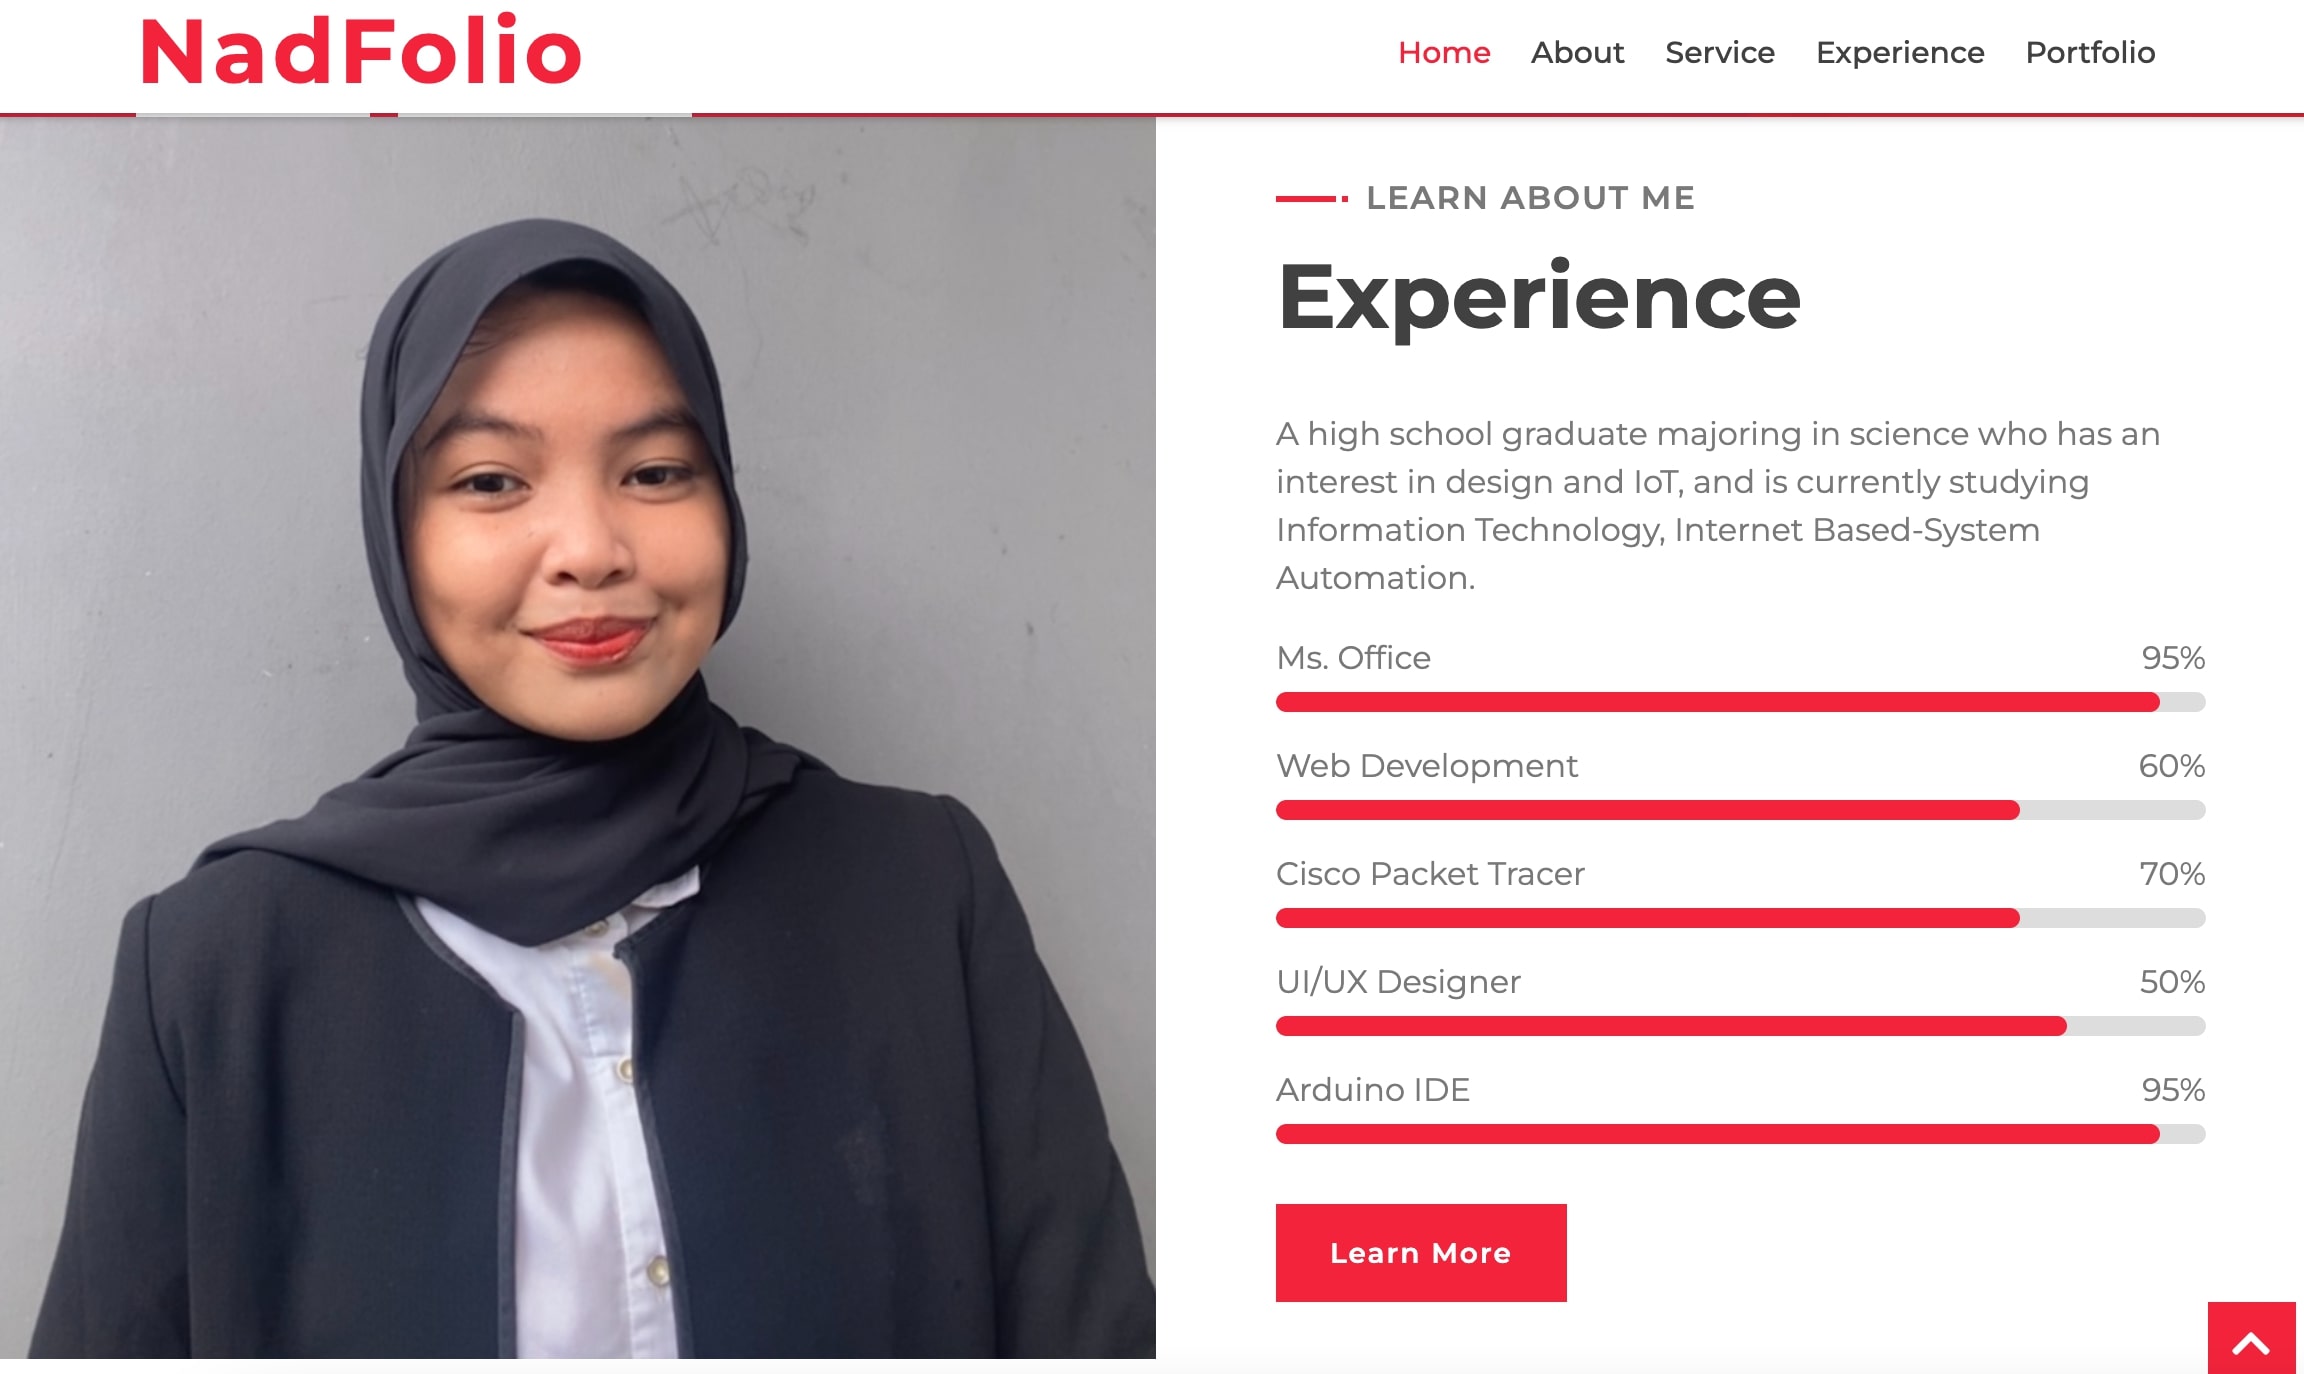 NadFolio
Home About Service Experience Portfolio
LEARN ABOUT ME
Experience
A high school graduate majoring in science who has an
interest in design and IoT, and is currently studying
Information Technology, Internet Based-System
Automation.
Ms. Office 95%
Web Development 60%
Cisco Packet Tracer 70%
UI/UX Designer 50%
Arduino IDE 95%
Learn More